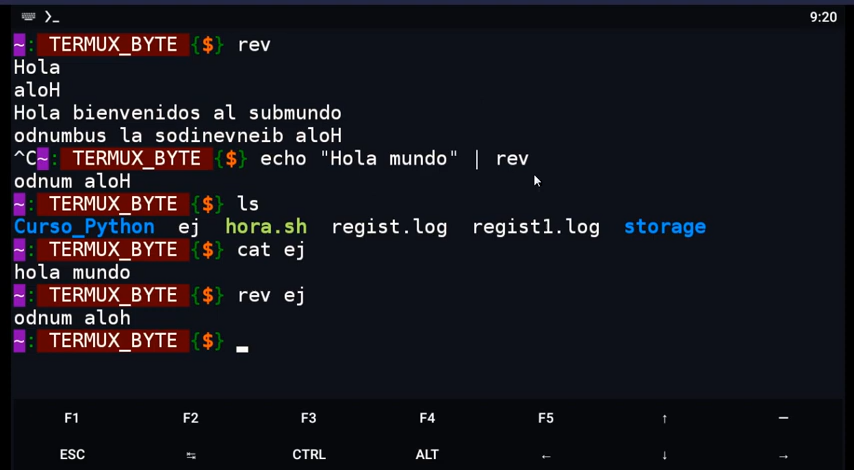 9:20
~: TERMUX_BYTE {$} rev
Hola
aloH
Hola bienvenidos al submundo
odnumbus la sodinevneib aloH
^C~: TERMUX_BYTE {$} echo "Hola mundo" | rev
odnum aloH
~: TERMUX_BYTE {$} ls
Curso_Python ej hora.sh regist.log regist1.log storage
~: TERMUX_BYTE {$} cat ej
hola mundo
~: TERMUX_BYTE {$} rev ej
odnum aloh
~: TERMUX_BYTE {$}
F1 F2 F3 F4 F5 ↑ —
ESC ↹ CTRL ALT ← ↓ →